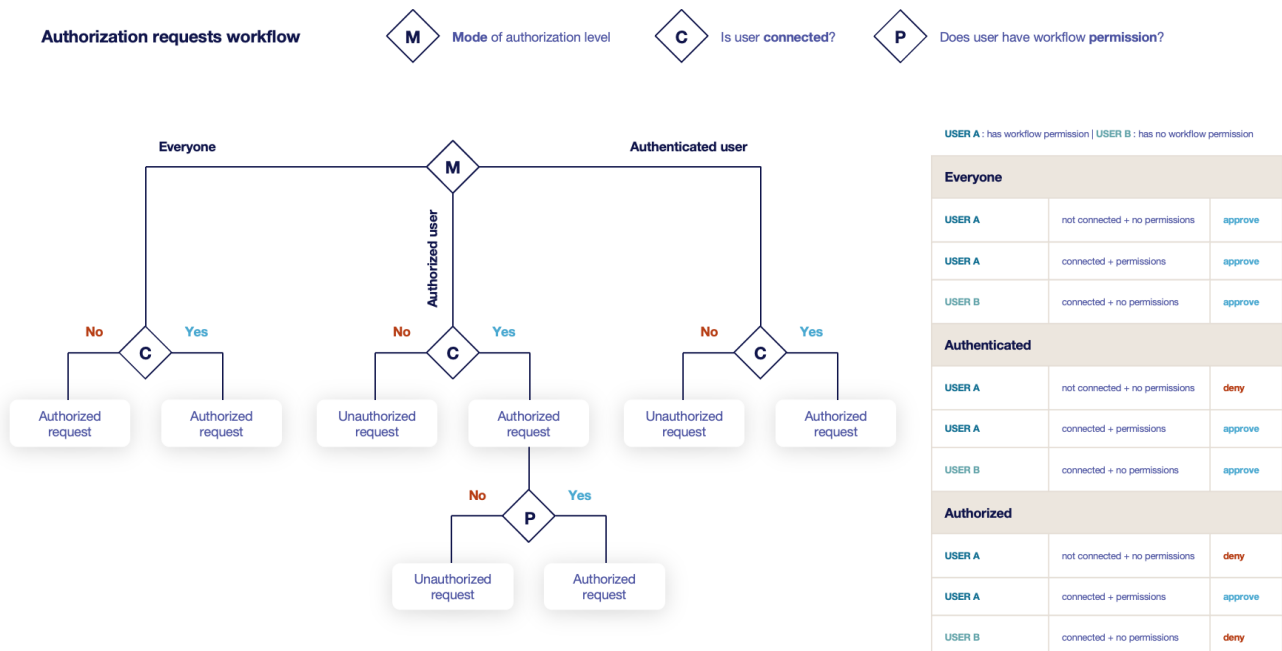 Authorization requests workflow
M Mode of authorization level
C Is user connected?
P Does user have workflow permission?
Everyone
M
Authenticated user
Authorized user
No
Yes
C
Authorized
request
Authorized
request
No
Yes
C
Unauthorized
request
Authorized
request
No
Yes
P
Unauthorized
request
Authorized
request
No
Yes
C
Unauthorized
request
Authorized
request
USER A : has workflow permission | USER B : has no workflow permission
Everyone
USER A not connected + no permissions approve
USER A connected + permissions approve
USER B connected + no permissions approve
Authenticated
USER A not connected + no permissions deny
USER A connected + permissions approve
USER B connected + no permissions approve
Authorized
USER A not connected + no permissions deny
USER A connected + permissions approve
USER B connected + no permissions deny